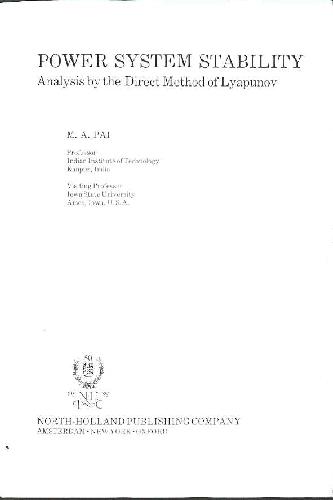 POWER SYSTEM STABILITY
Analysis by the Direct Method of Lyapunov
M. A. PAI
Professor
Indian Institute of Technology
Kanpur, India
Visiting Professor
Iowa State University
Ames, Iowa, U.S.A.
NORTH-HOLLAND PUBLISHING COMPANY
AMSTERDAM • NEW YORK • OXFORD